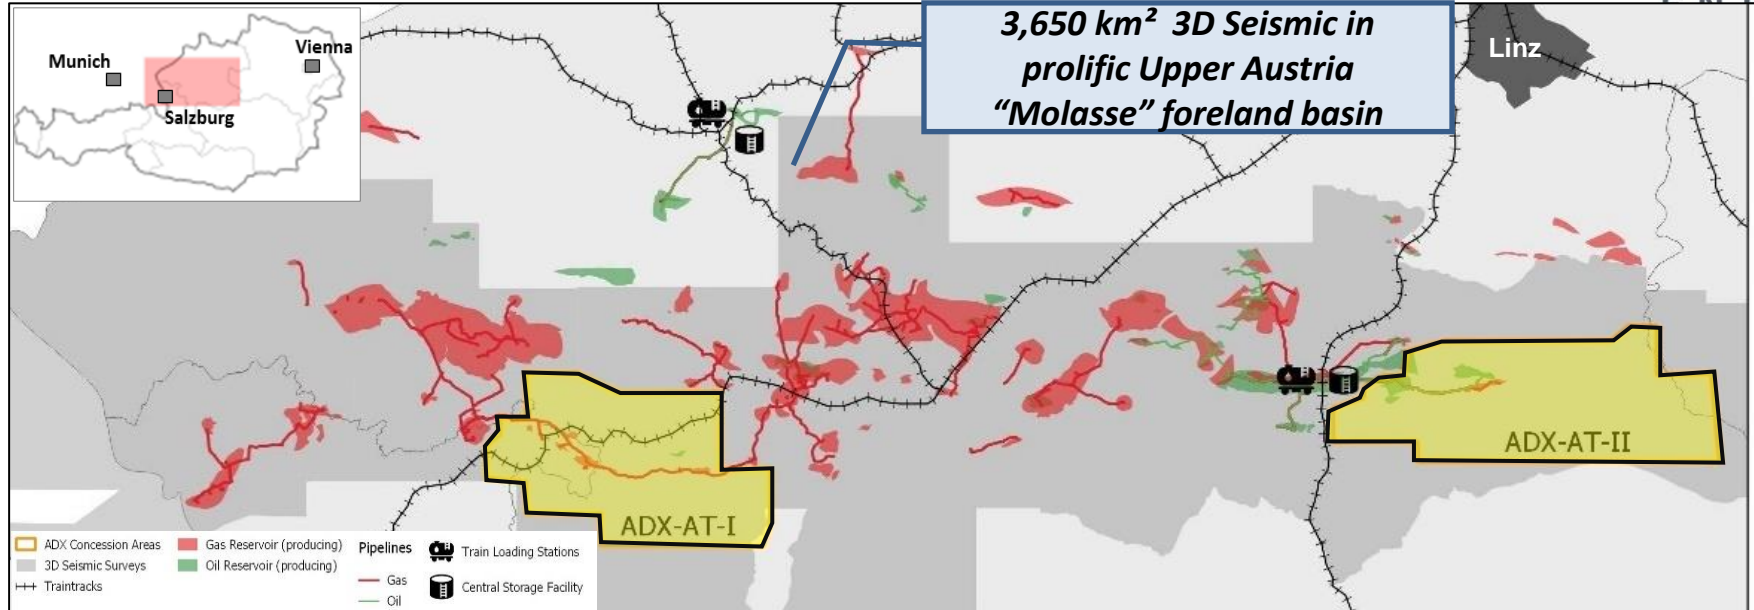 3,650 km² 3D Seismic in
prolific Upper Austria
“Molasse” foreland basin
Linz
Munich
Vienna
Salzburg
ADX-AT-I
ADX-AT-II
ADX Concession Areas
3D Seismic Surveys
Traintracks
Gas Reservoir (producing)
Oil Reservoir (producing)
Pipelines
Gas
Oil
Train Loading Stations
Central Storage Facility